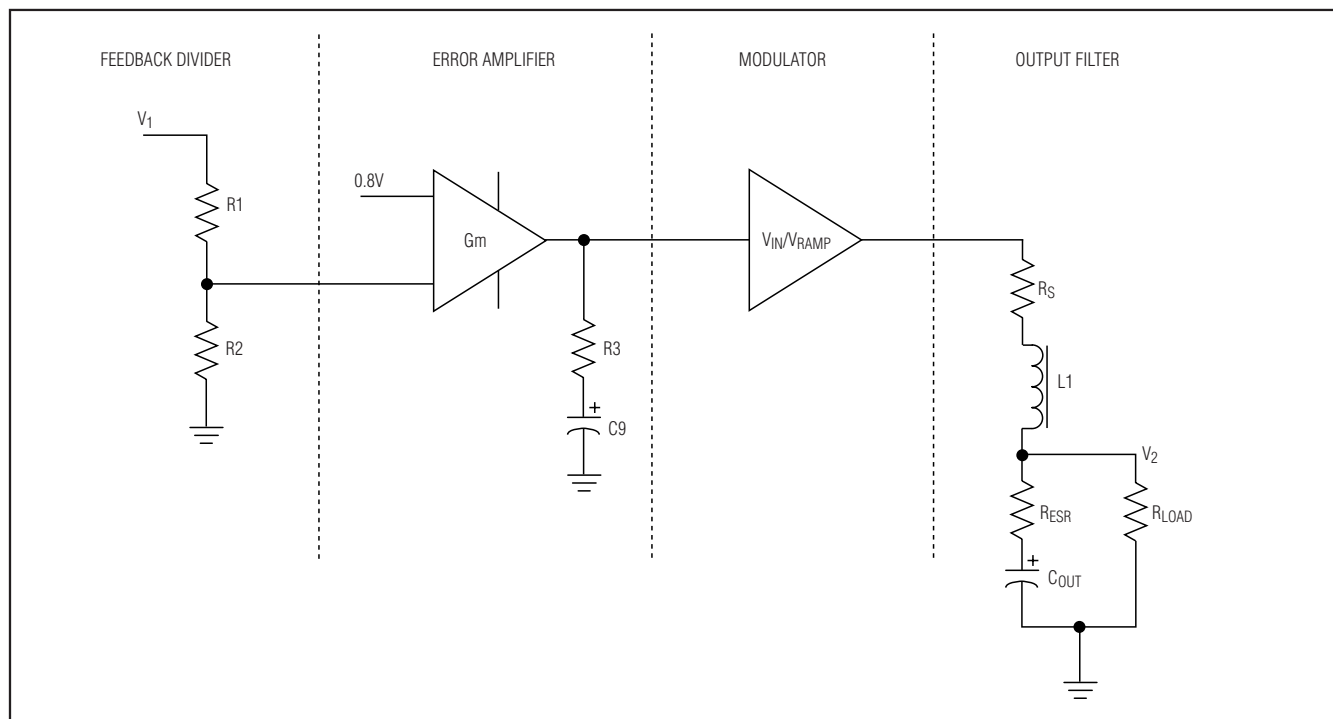 FEEDBACK DIVIDER
ERROR AMPLIFIER
MODULATOR
OUTPUT FILTER
V1
R1
R2
0.8V
Gm
R3
+
C9
VIN/VRAMP
RS
L1
V2
RESR
RLOAD
+
COUT